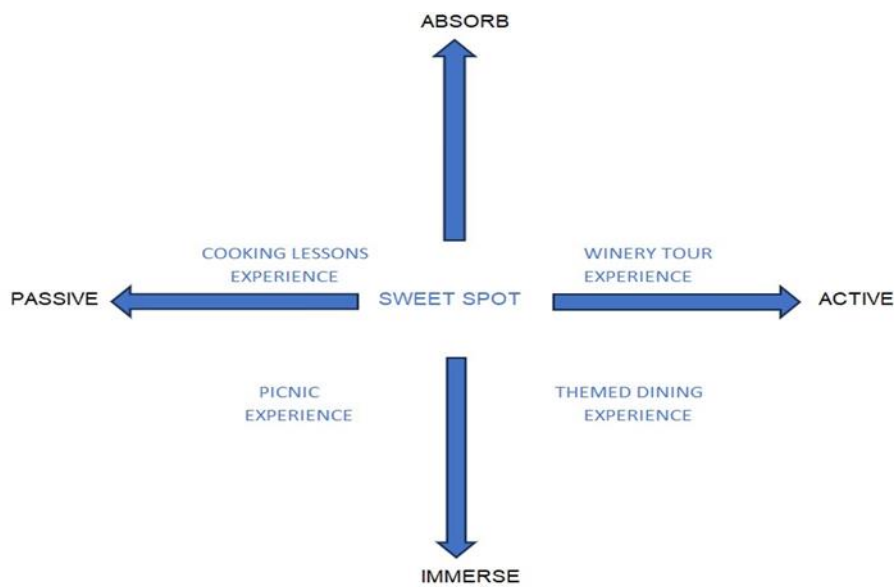 ABSORB
COOKING LESSONS
EXPERIENCE
WINERY TOUR
EXPERIENCE
PASSIVE
SWEET SPOT
ACTIVE
PICNIC
EXPERIENCE
THEMED DINING
EXPERIENCE
IMMERSE